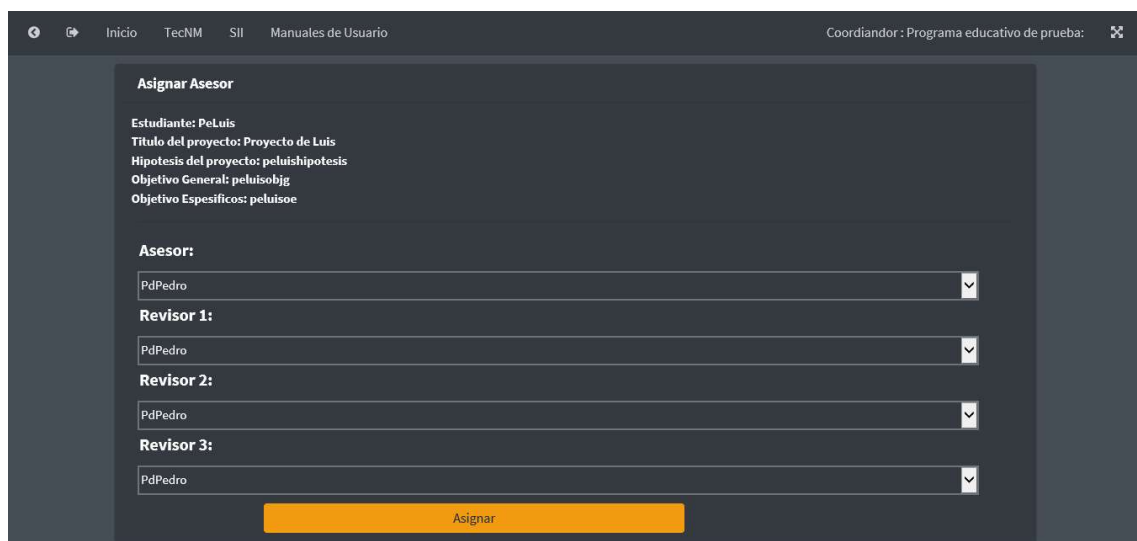 Inicio TecNM SII Manuales de Usuario Coordiandor : Programa educativo de prueba:
Asignar Asesor
Estudiante: PeLuis
Titulo del proyecto: Proyecto de Luis
Hipotesis del proyecto: peluishipotesis
Objetivo General: peluisobjg
Objetivo Espesificos: peluisoe
Asesor:
PdPedro
Revisor 1:
PdPedro
Revisor 2:
PdPedro
Revisor 3:
PdPedro
Asignar